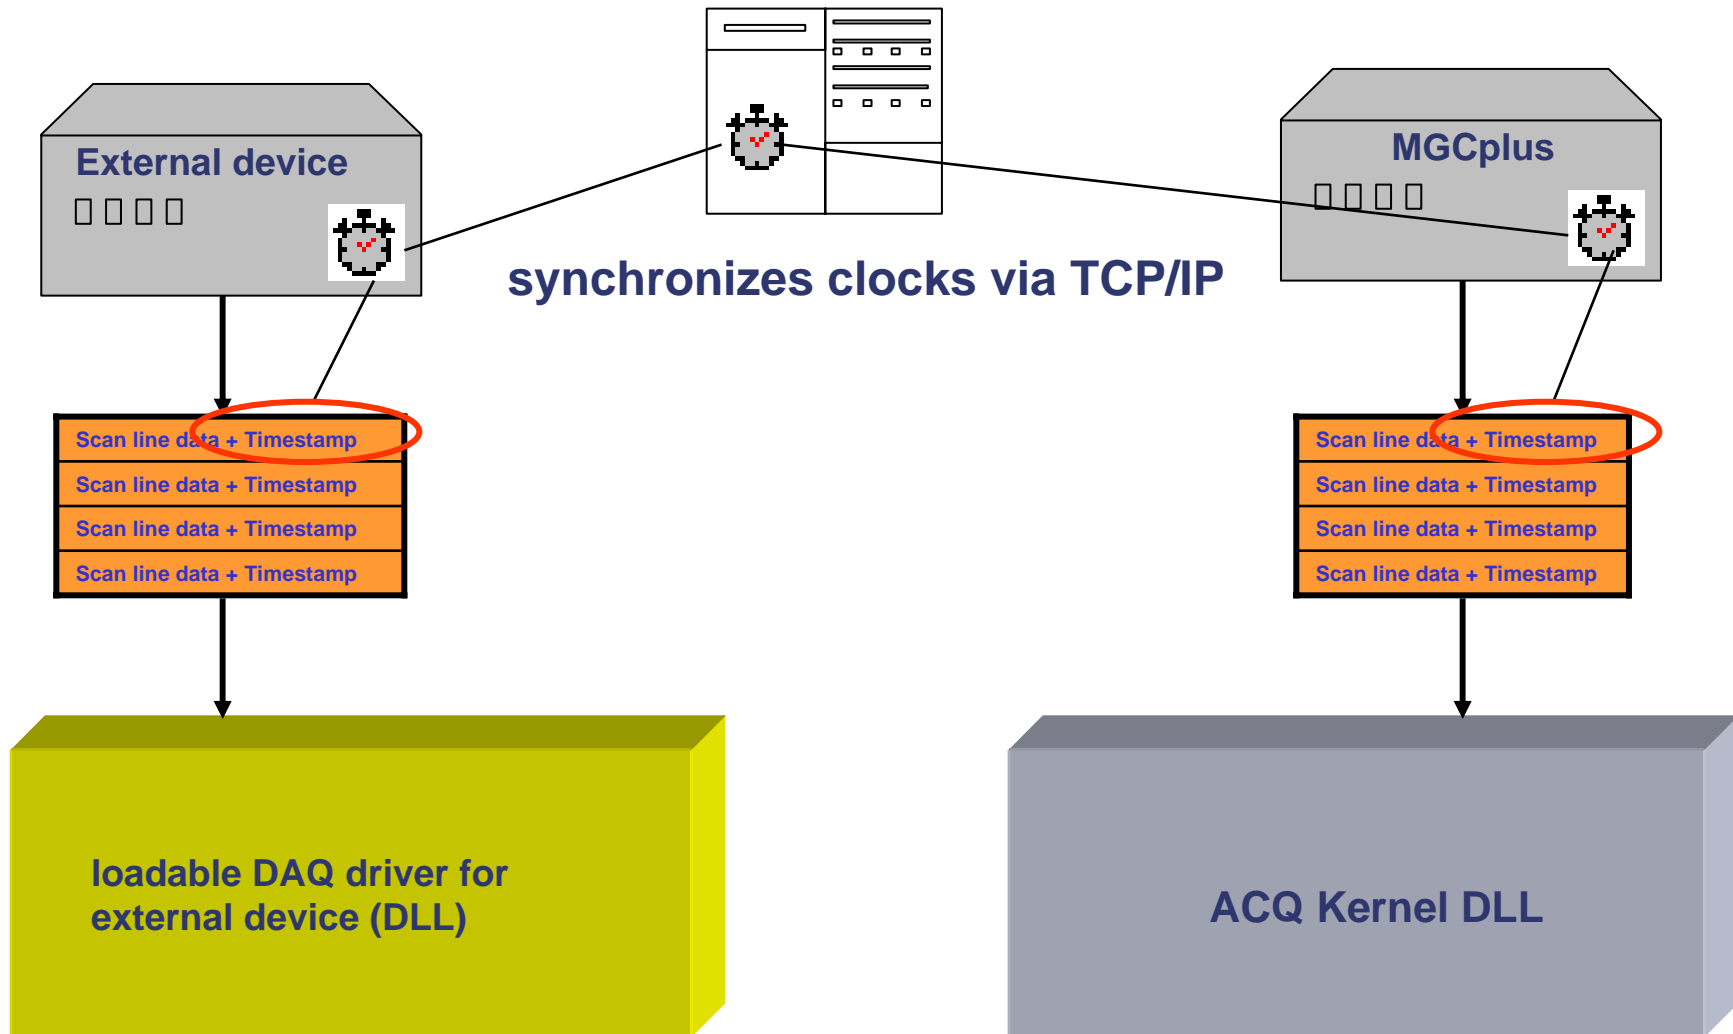 External device
MGCplus
synchronizes clocks via TCP/IP
Scan line data + Timestamp
Scan line data + Timestamp
Scan line data + Timestamp
Scan line data + Timestamp
Scan line data + Timestamp
Scan line data + Timestamp
Scan line data + Timestamp
Scan line data + Timestamp
loadable DAQ driver for
external device (DLL)
ACQ Kernel DLL